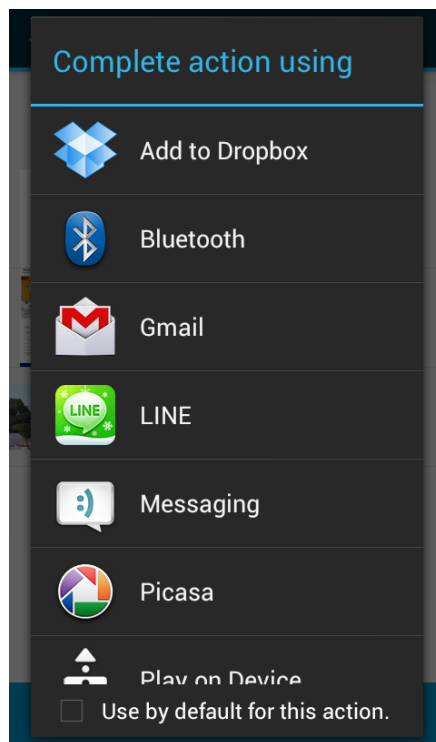 Complete action using
Add to Dropbox
Bluetooth
Gmail
LINE
LINE
Messaging
:)
Picasa
Play on Device
Use by default for this action.